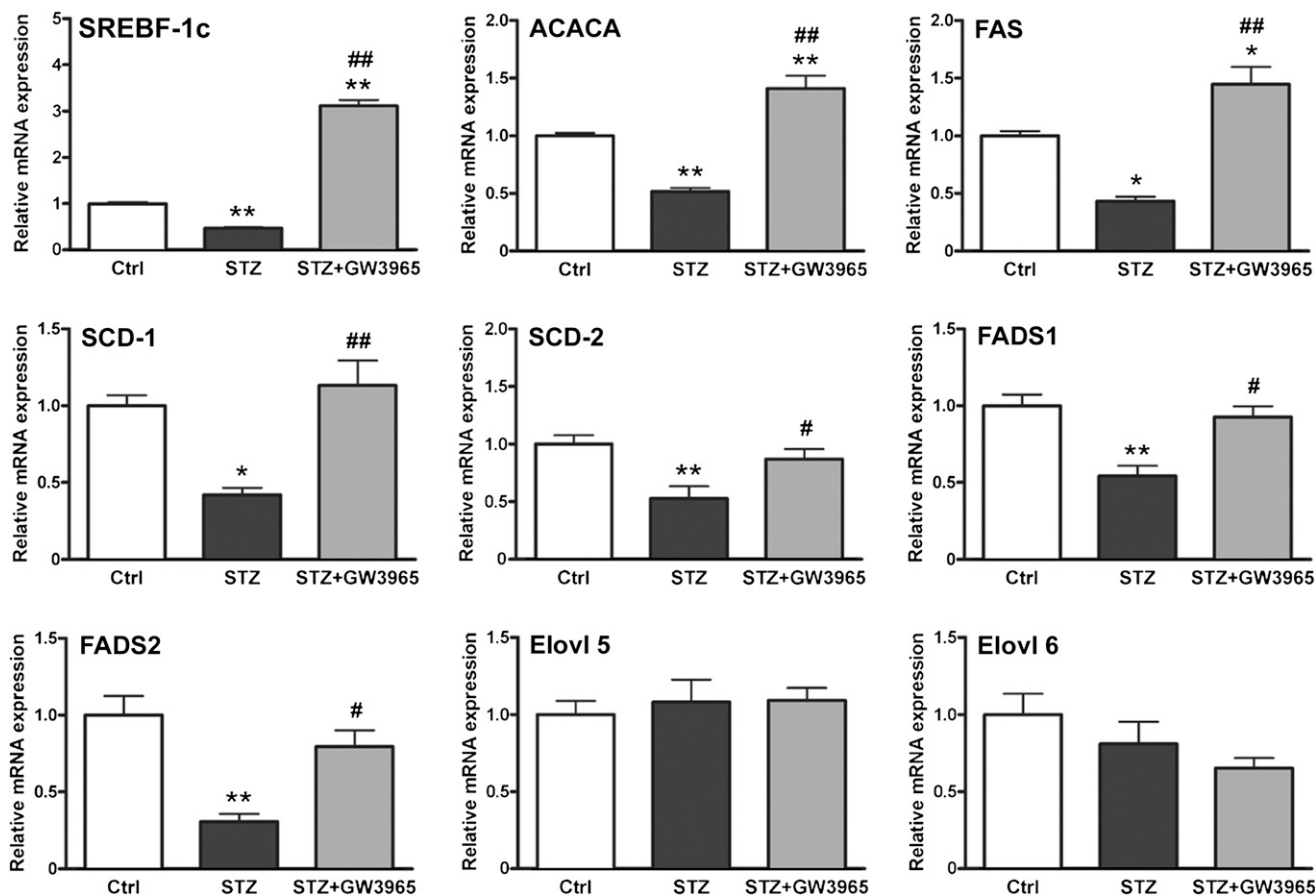 SREBF-1c
Relative mRNA expression
5
4
3
2
1
0
**
##
**
Ctrl STZ STZ+GW3965
ACACA
Relative mRNA expression
2.0
1.5
1.0
0.5
0
**
##
**
Ctrl STZ STZ+GW3965
FAS
Relative mRNA expression
2.0
1.5
1.0
0.5
0
*
##
*
Ctrl STZ STZ+GW3965
SCD-1
Relative mRNA expression
1.5
1.0
0.5
0
*
##
Ctrl STZ STZ+GW3965
SCD-2
Relative mRNA expression
2.0
1.5
1.0
0.5
0
**
#
Ctrl STZ STZ+GW3965
FADS1
Relative mRNA expression
1.5
1.0
0.5
0
**
#
Ctrl STZ STZ+GW3965
FADS2
Relative mRNA expression
1.5
1.0
0.5
0
**
#
Ctrl STZ STZ+GW3965
Elovl 5
Relative mRNA expression
1.5
1.0
0.5
0
Ctrl STZ STZ+GW3965
Elovl 6
Relative mRNA expression
1.5
1.0
0.5
0
Ctrl STZ STZ+GW3965